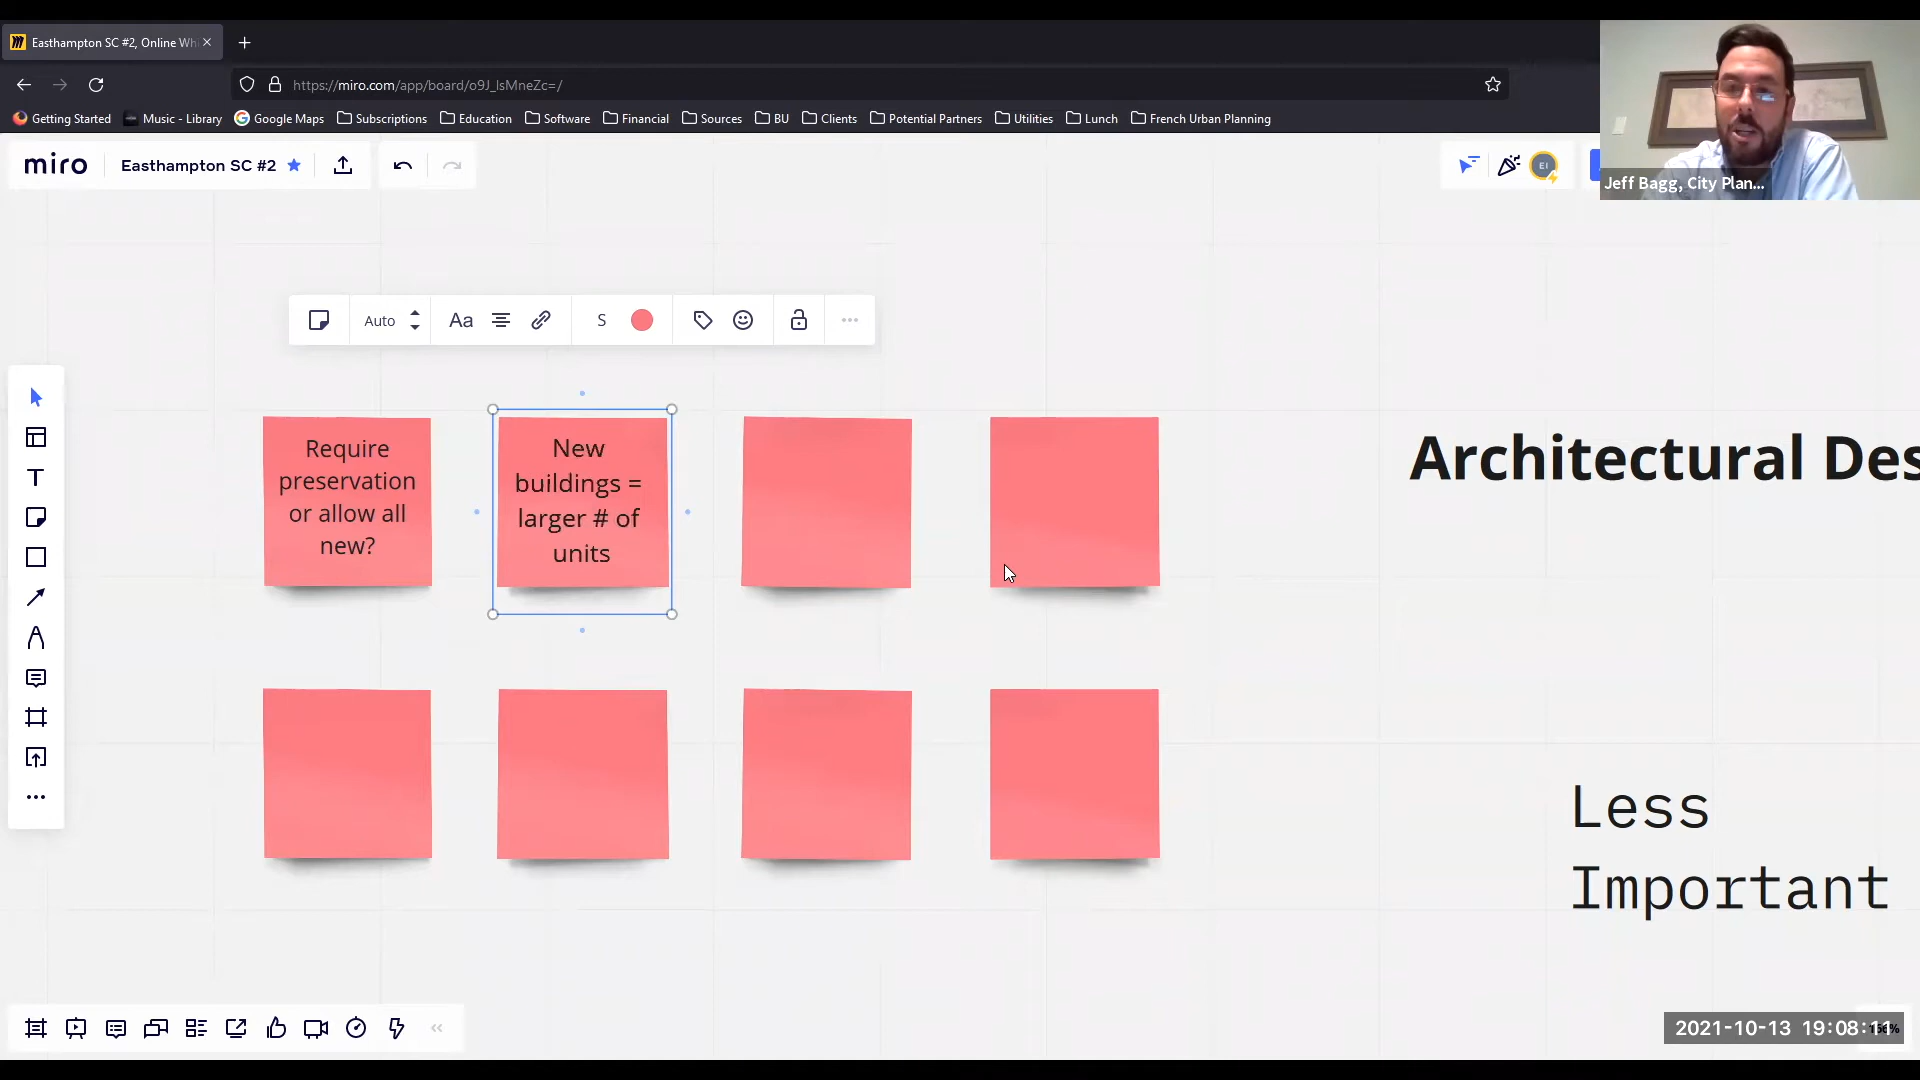 Easthampton SC #2, Online Whi
https://miro.com/app/board/o9J_lsMneZc=/
Getting Started Music - Library Google Maps Subscriptions Education Software Financial Sources BU Clients Potential Partners Utilities Lunch French Urban Planning
miro Easthampton SC #2
EI
Jeff Bagg, City Plan...
Auto Aa S
Require
preservation
or allow all
new?
New
buildings =
larger # of
units
Architectural Des
Less
Important
2021-10-13 19:08:11